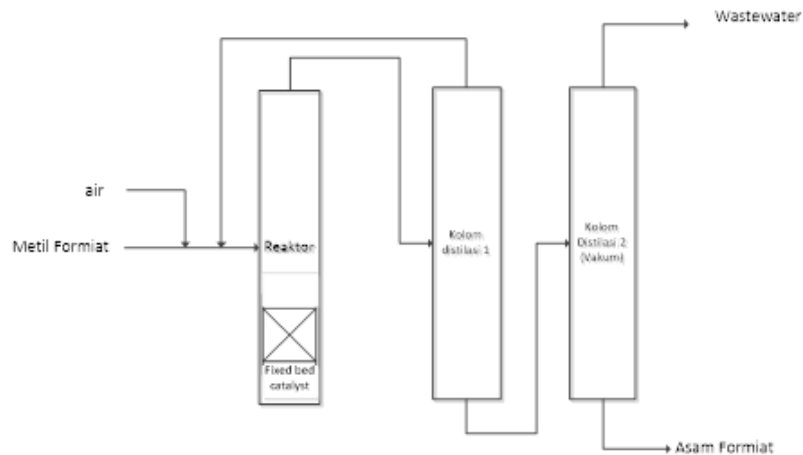 Wastewater
air
Metil Formiat
Reaktor
Fixed bed
catalyst
Kolom
distilasi 1
Kolom
Distilasi 2
(Vakum)
Asam Formiat